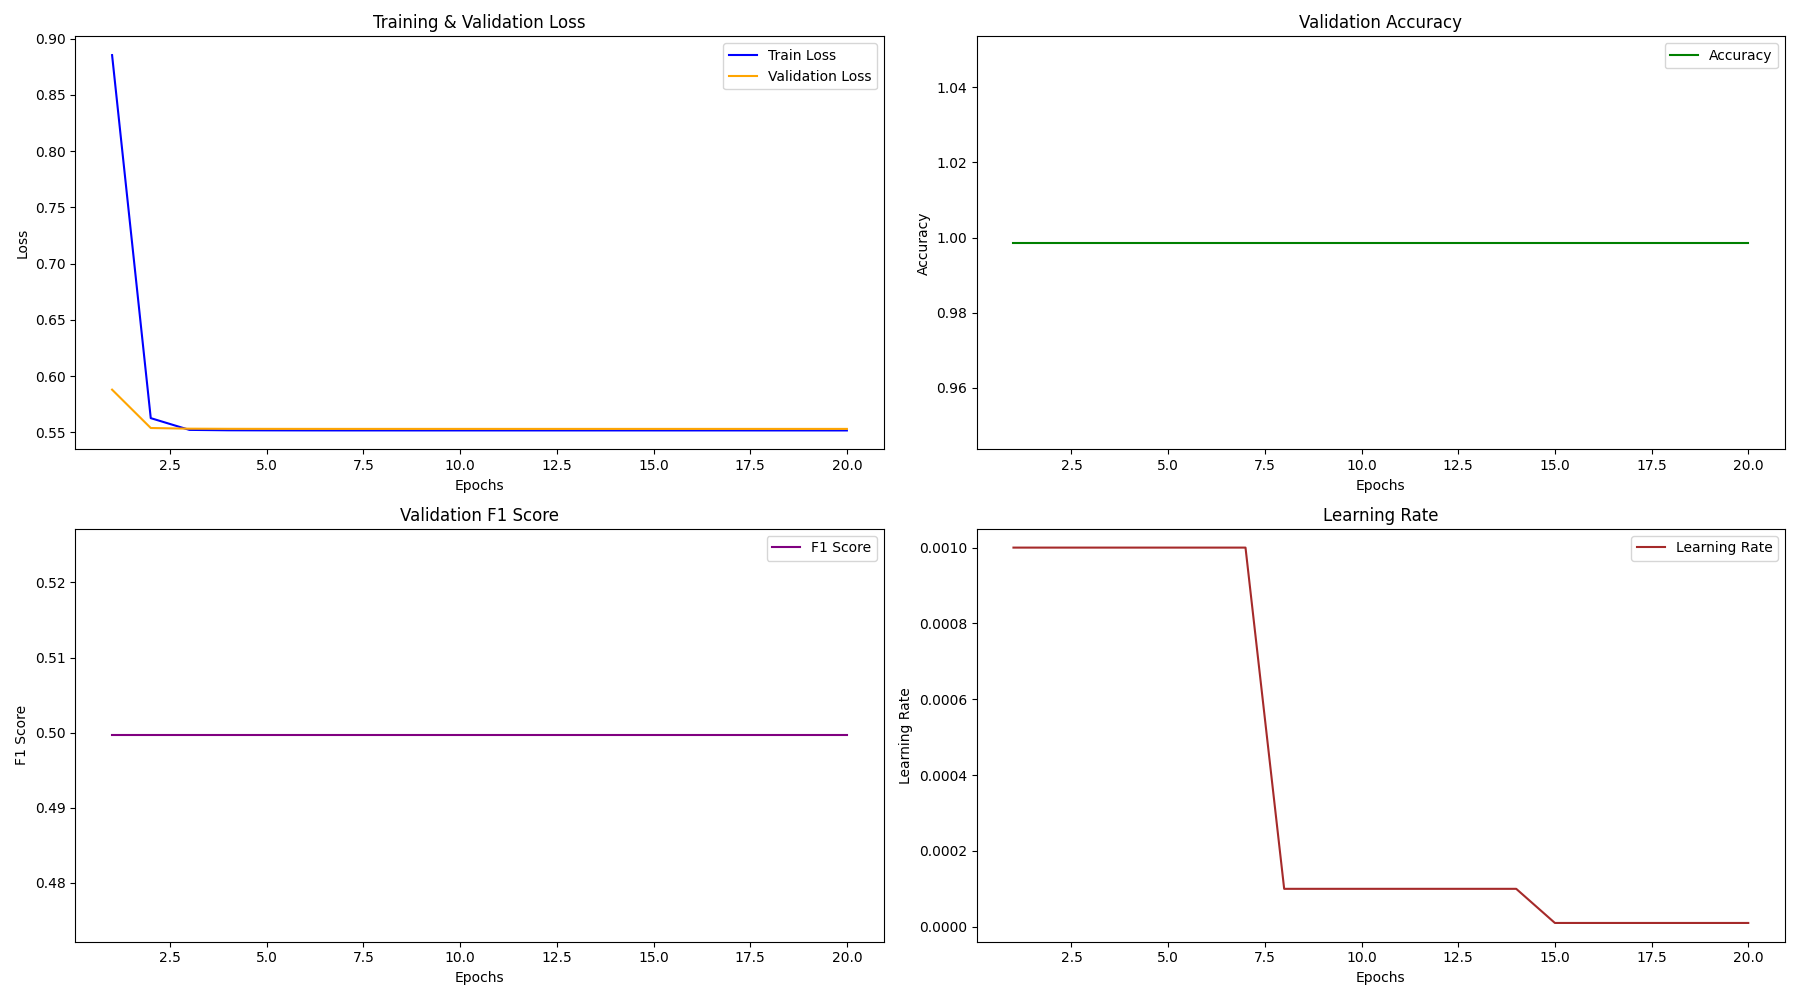 Training & Validation Loss
0.90
0.85
0.80
0.75
0.70
0.65
0.60
0.55
Loss
Train Loss
Validation Loss
2.5 5.0 7.5 10.0 12.5 15.0 17.5 20.0
Epochs
Validation Accuracy
1.04
1.02
1.00
0.98
0.96
Accuracy
Accuracy
2.5 5.0 7.5 10.0 12.5 15.0 17.5 20.0
Epochs
Validation F1 Score
0.52
0.51
0.50
0.49
0.48
F1 Score
F1 Score
2.5 5.0 7.5 10.0 12.5 15.0 17.5 20.0
Epochs
Learning Rate
0.0010
0.0008
0.0006
0.0004
0.0002
0.0000
Learning Rate
Learning Rate
2.5 5.0 7.5 10.0 12.5 15.0 17.5 20.0
Epochs